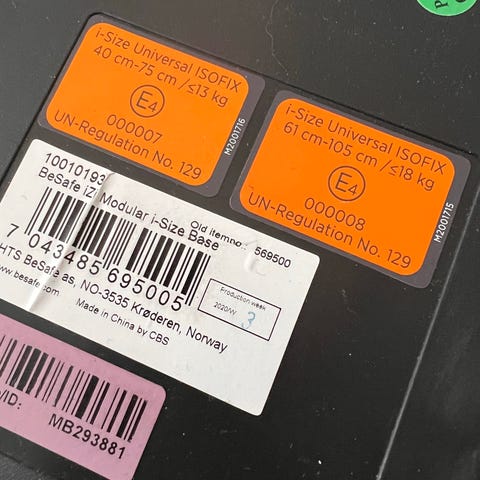 i-Size Universal ISOFIX
40 cm-75 cm /≤13 kg
E4
000007
UN-Regulation No. 129
M2001716
i-Size Universal ISOFIX
61 cm-105 cm /≤18 kg
E4
000008
UN-Regulation No. 129
M2001715
10010193
BeSafe iZi Modular i-Size Base
Old itemno.: 569500
7 043485 695005
HTS BeSafe as, NO-3535 Krøderen, Norway
www.besafe.com
Made in China by CBS
Production week
2020/W 3
MB293881